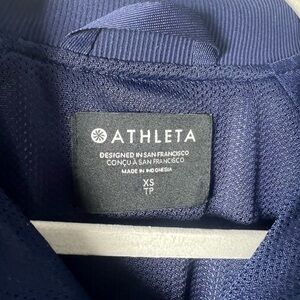 ATHLETA
DESIGNED IN SAN FRANCISCO
CONÇU À SAN FRANCISCO
MADE IN INDONESIA
XS
TP